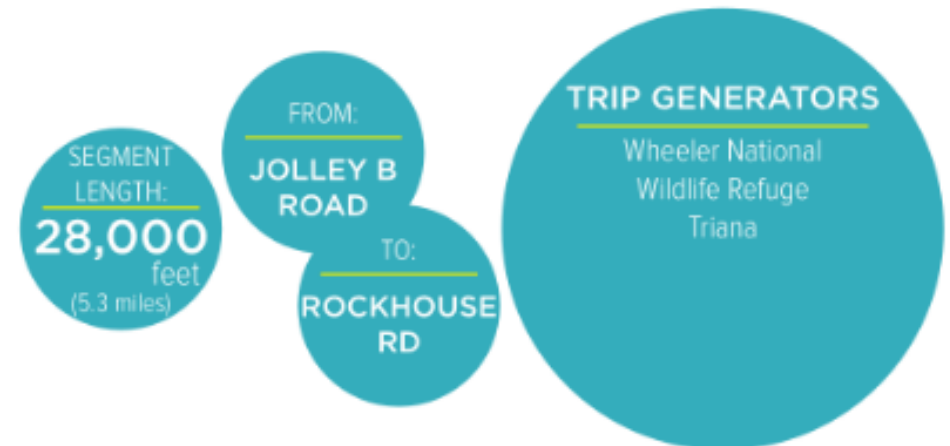 SEGMENT
LENGTH:
28,000
feet
(5.3 miles)
FROM:
JOLLEY B
ROAD
TO:
ROCKHOUSE
RD
TRIP GENERATORS
Wheeler National
Wildlife Refuge
Triana